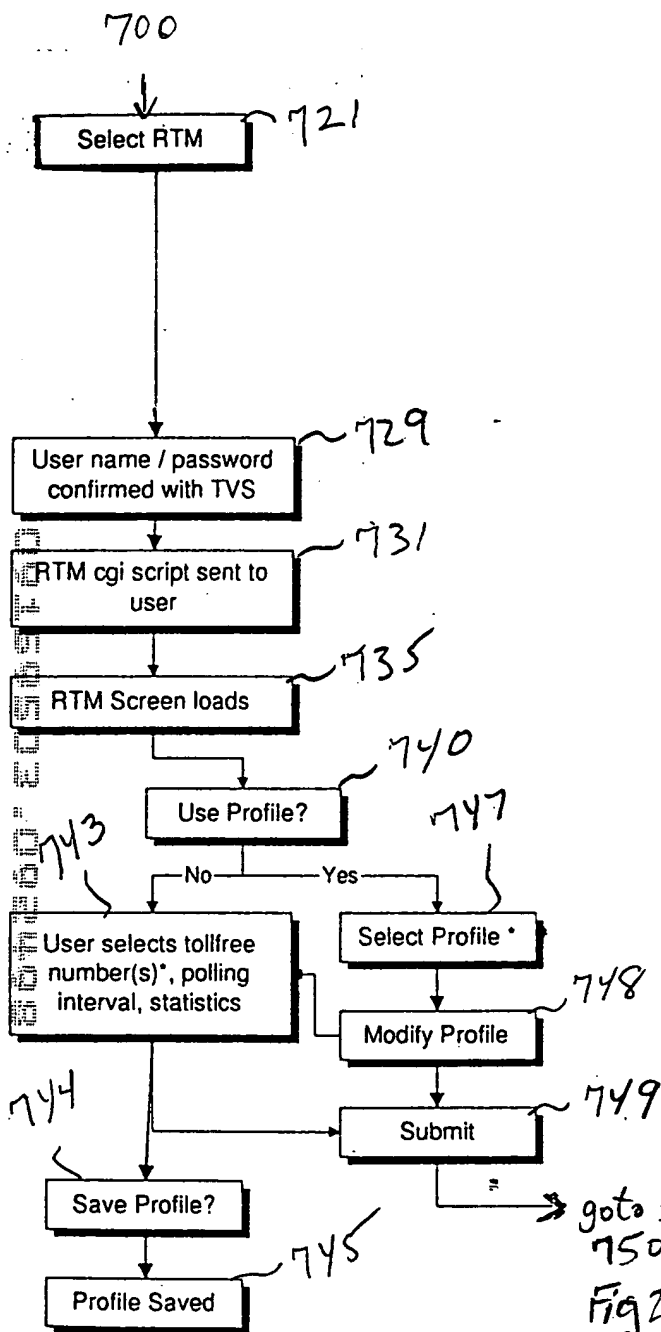 700
Select RTM
721
User name / password
confirmed with TVS
729
RTM cgi script sent to
user
731
RTM Screen loads
735
Use Profile?
740
No
Yes
743
User selects tollfree
number(s)*, polling
interval, statistics
747
Select Profile *
Modify Profile
748
Submit
749
744
Save Profile?
goto
750
745
Profile Saved